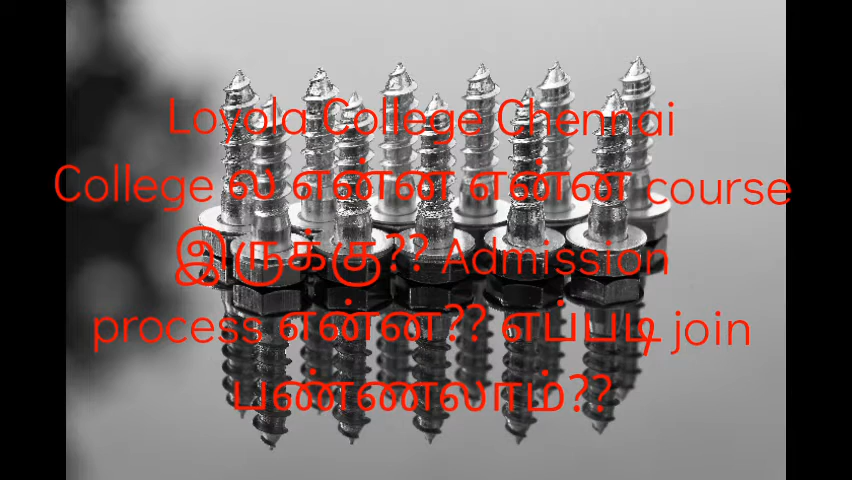 Loyola College Chennai
College ல என்ன என்ன course
இருக்கு?? Admission
process என்ன?? எப்படி join
பண்ணலாம்??